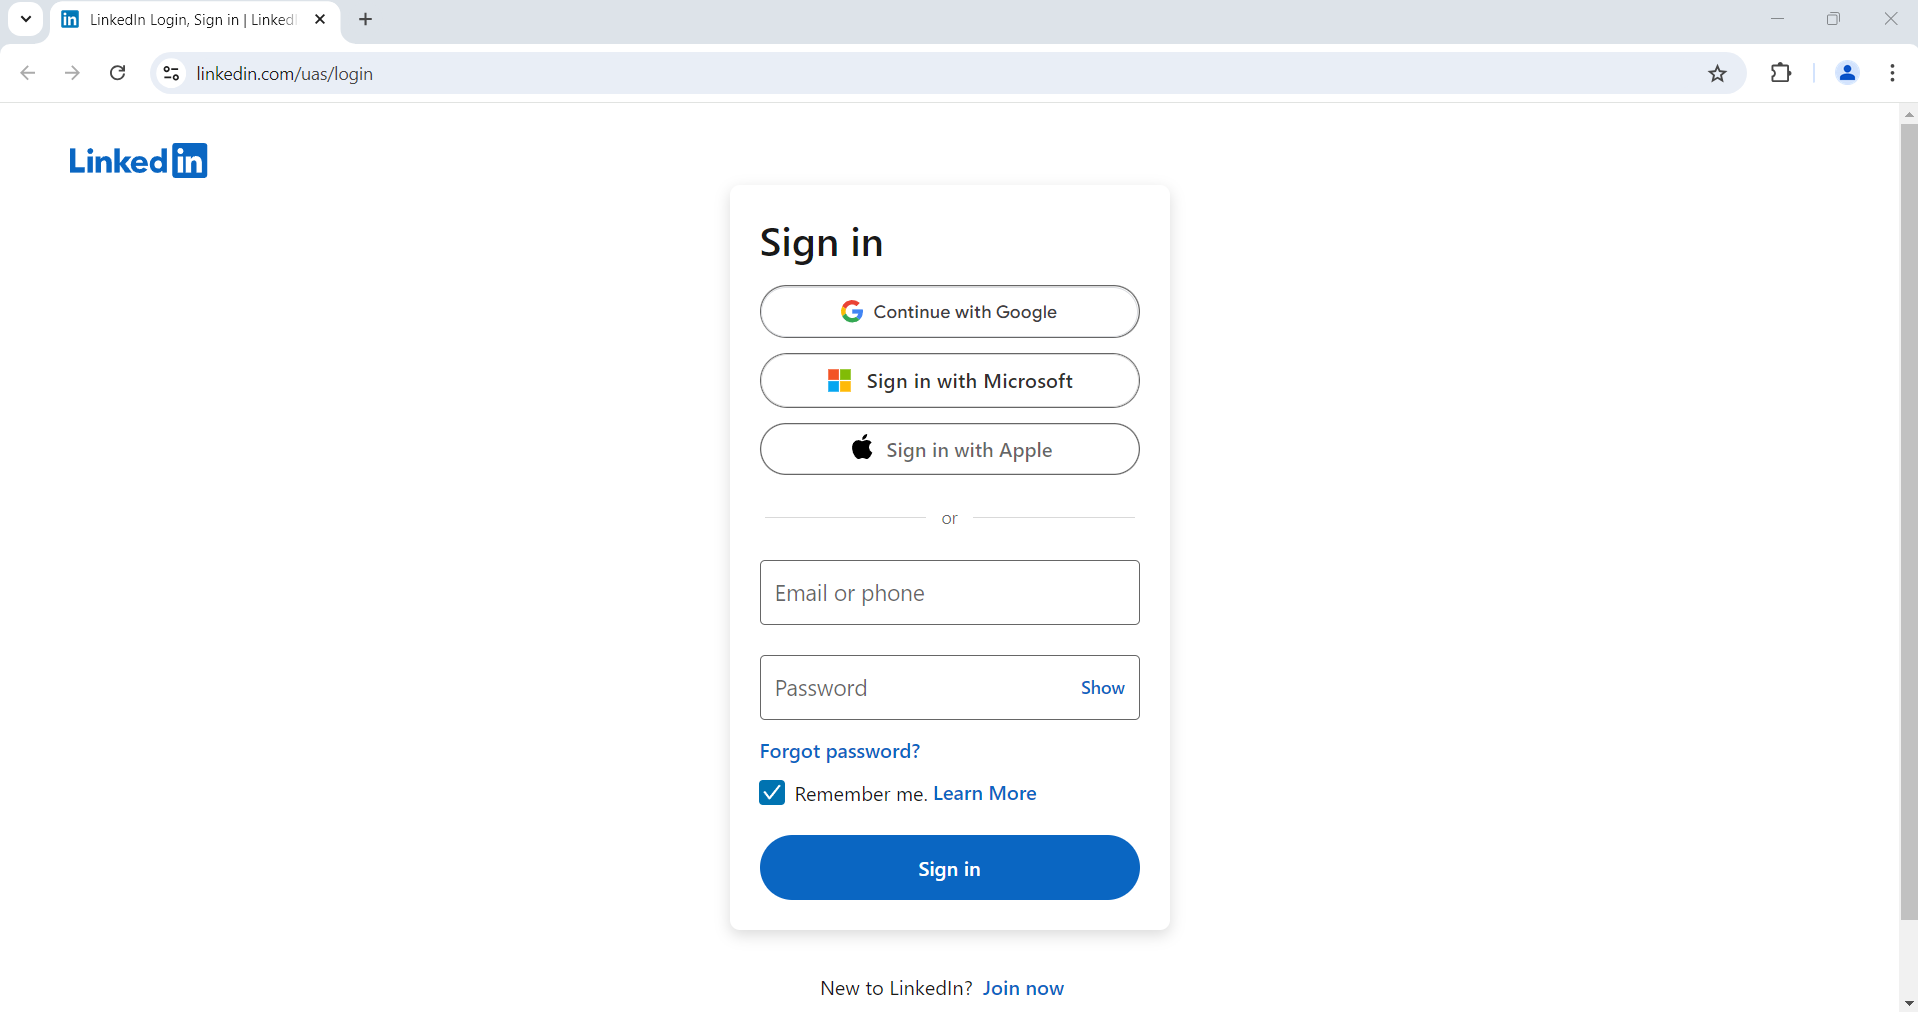 LinkedIn Login, Sign in | Linked
linkedin.com/uas/login
Linked in
Sign in
Continue with Google
Sign in with Microsoft
Sign in with Apple
or
Email or phone
Password Show
Forgot password?
Remember me. Learn More
Sign in
New to LinkedIn? Join now